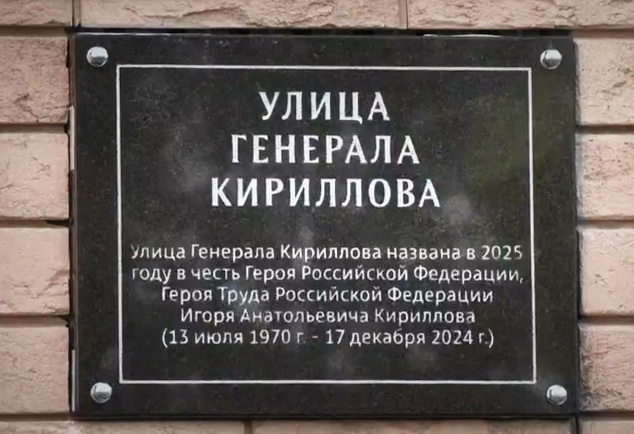 УЛИЦА
ГЕНЕРАЛА
КИРИЛЛОВА
Улица Генерала Кириллова названа в 2025
году в честь Героя Российской Федерации,
Героя Труда Российской Федерации
Игоря Анатольевича Кириллова
(13 июля 1970 г. - 17 декабря 2024 г.)